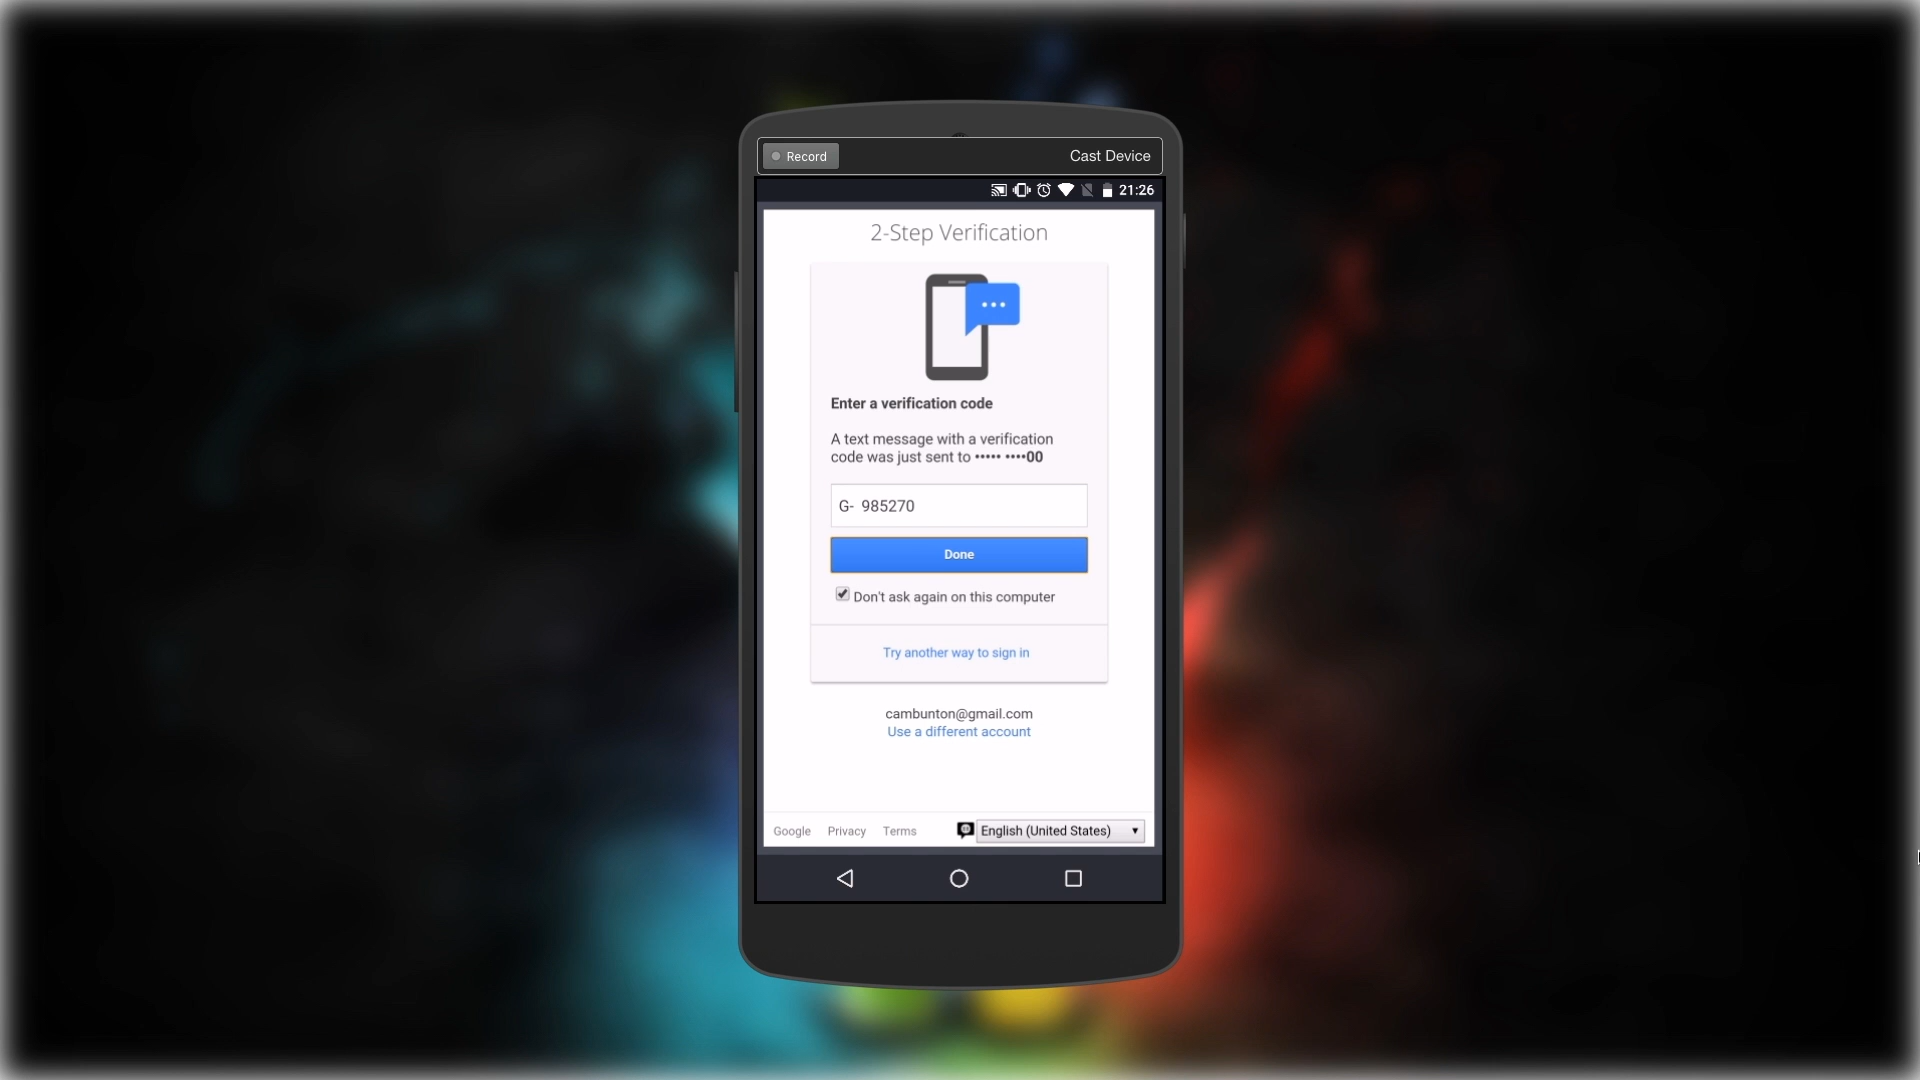 Record
Cast Device
21:26
2-Step Verification
Enter a verification code
A text message with a verification
code was just sent to ••••• ••••00
G- 985270
Done
Don't ask again on this computer
Try another way to sign in
cambunton@gmail.com
Use a different account
Google Privacy Terms English (United States)